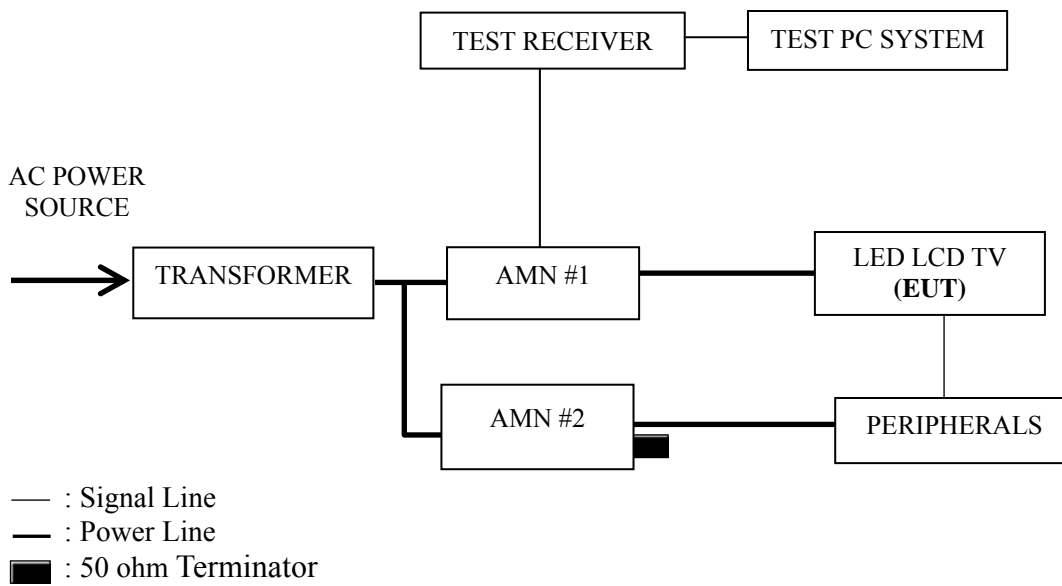 TEST RECEIVER
TEST PC SYSTEM
AC POWER
SOURCE
TRANSFORMER
AMN #1
LED LCD TV
(EUT)
AMN #2
PERIPHERALS
: Signal Line
: Power Line
: 50 ohm Terminator